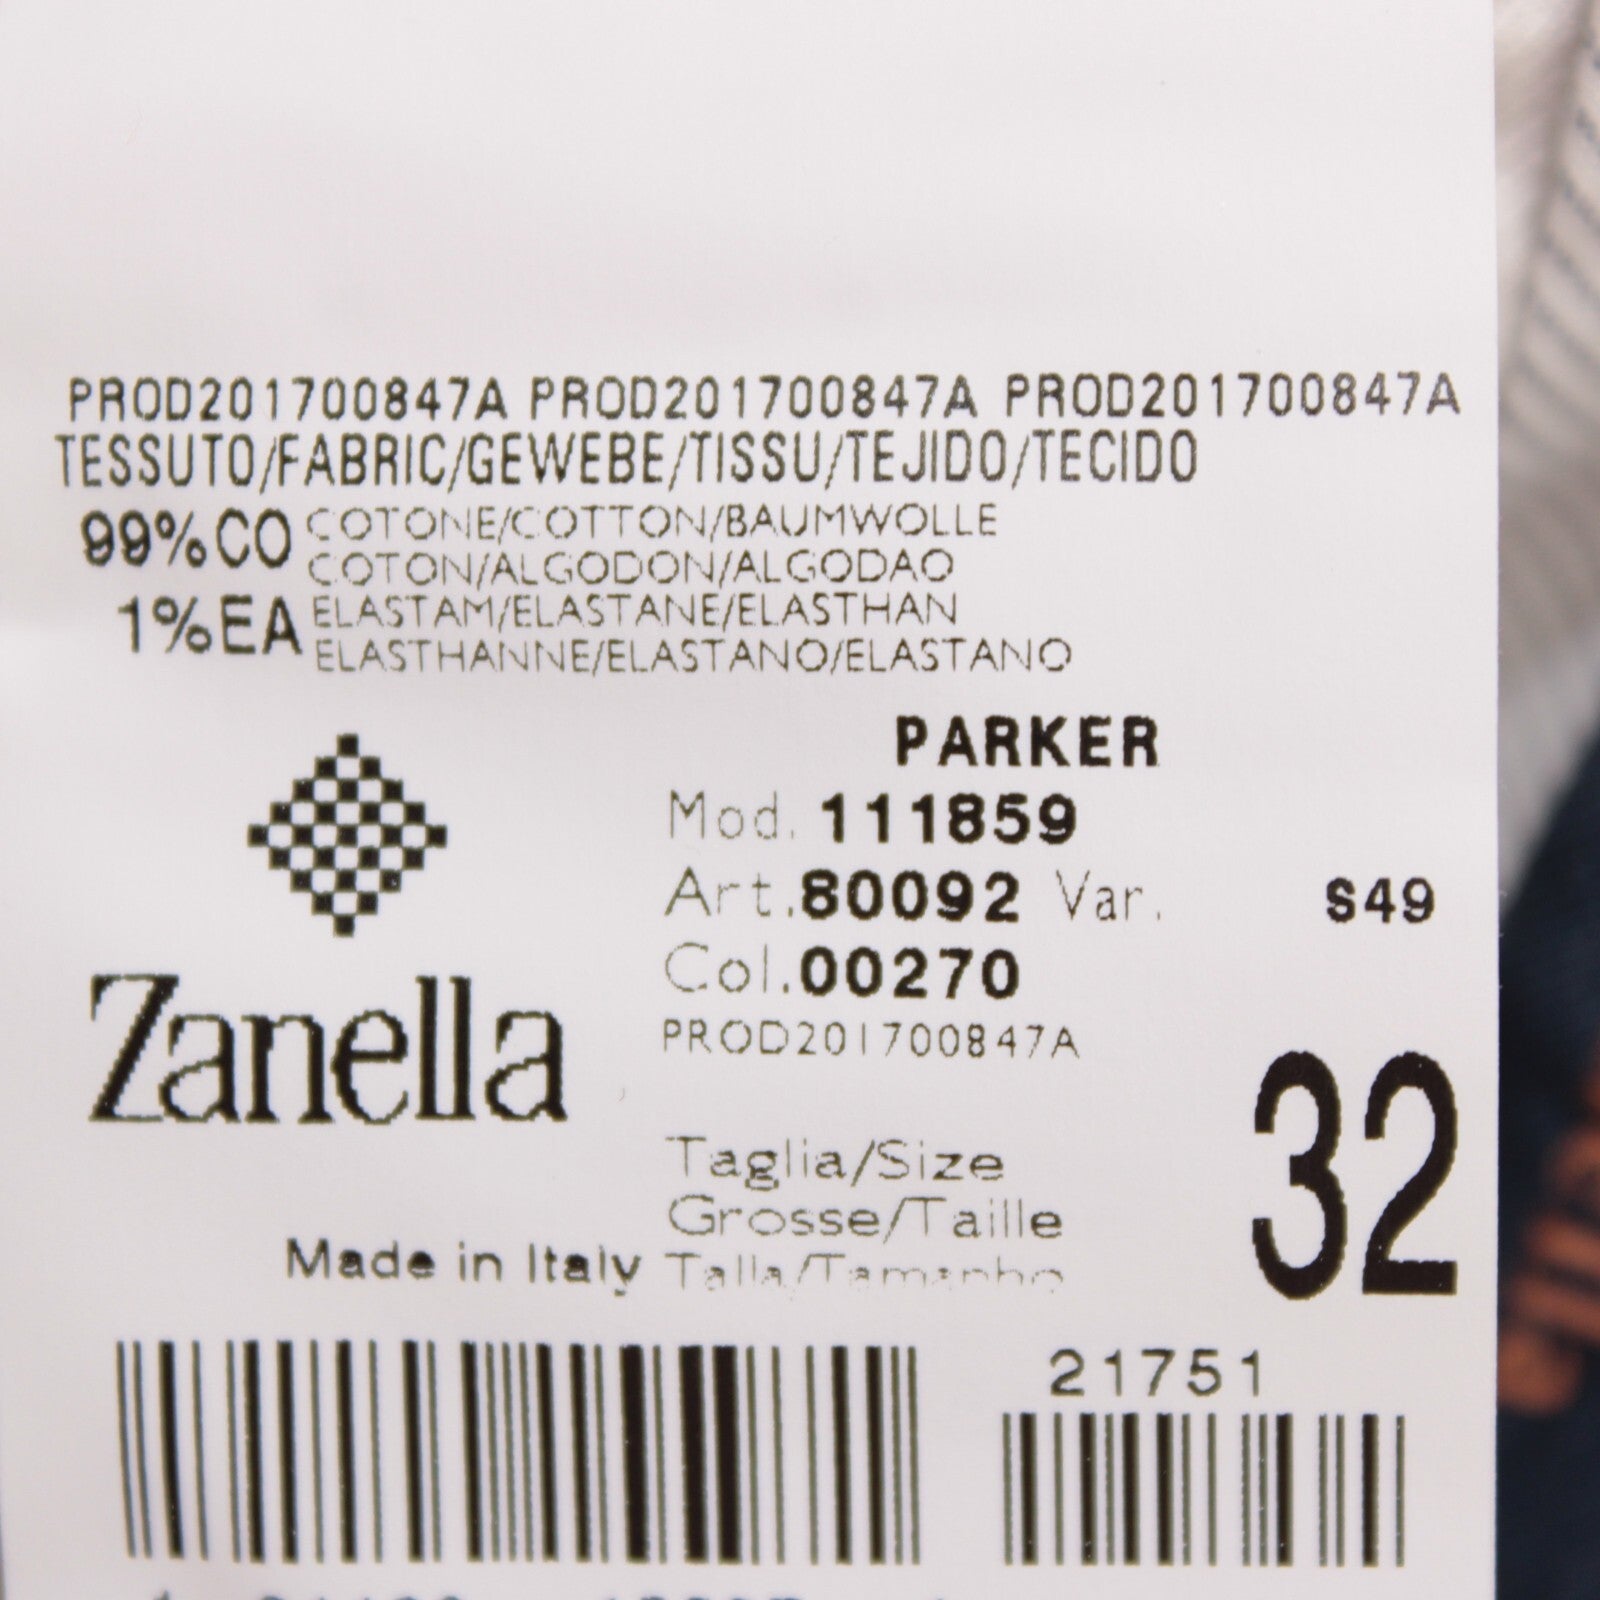 PROD201700847A PROD201700847A PROD201700847A
TESSUTO/FABRIC/GEWEBE/TISSU/TEJIDO/TECIDO
99%CO COTONE/COTTON/BAUMWOLLE
COTON/ALGODON/ALGODAO
1%EA ELASTAM/ELASTANE/ELASTHAN
ELASTHANNE/ELASTANO/ELASTANO
PARKER
Mod. 111859
Art.80092 Var. S49
Col.00270
PROD201700847A
Zanella
32
Taglia/Size
Grosse/Taille
Made in Italy Talla/Tamanho
21751